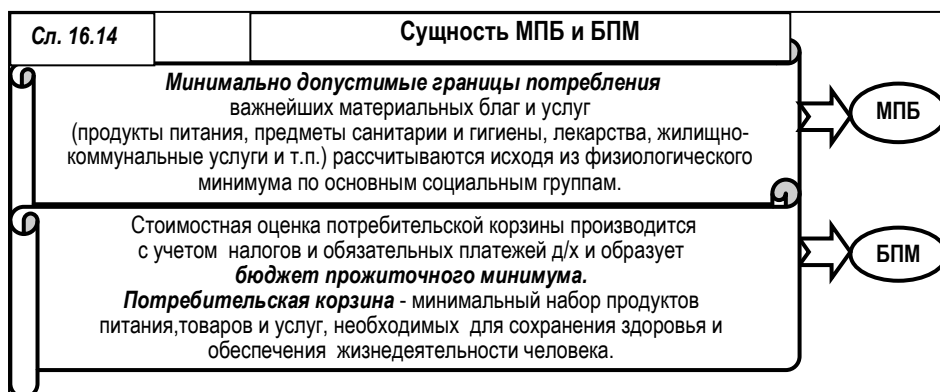 Сл. 16.14
Сущность МПБ и БПМ
Минимально допустимые границы потребления
важнейших материальных благ и услуг
(продукты питания, предметы санитарии и гигиены, лекарства, жилищно-
коммунальные услуги и т.п.) рассчитываются исходя из физиологического
минимума по основным социальным группам.
МПБ
Стоимостная оценка потребительской корзины производится
с учетом налогов и обязательных платежей д/х и образует
бюджет прожиточного минимума.
Потребительская корзина - минимальный набор продуктов
питания,товаров и услуг, необходимых для сохранения здоровья и
обеспечения жизнедеятельности человека.
БПМ